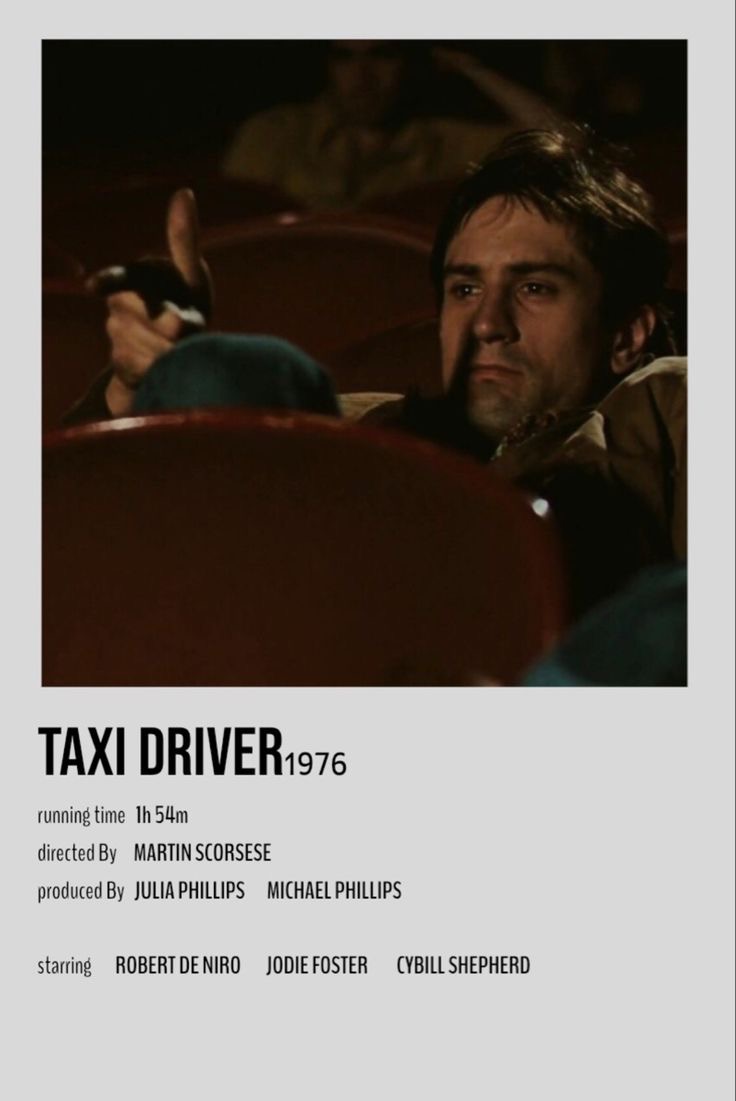 TAXI DRIVER1976
running time 1h 54m
directed By MARTIN SCORSESE
produced By JULIA PHILLIPS MICHAEL PHILLIPS
starring ROBERT DE NIRO JODIE FOSTER CYBILL SHEPHERD